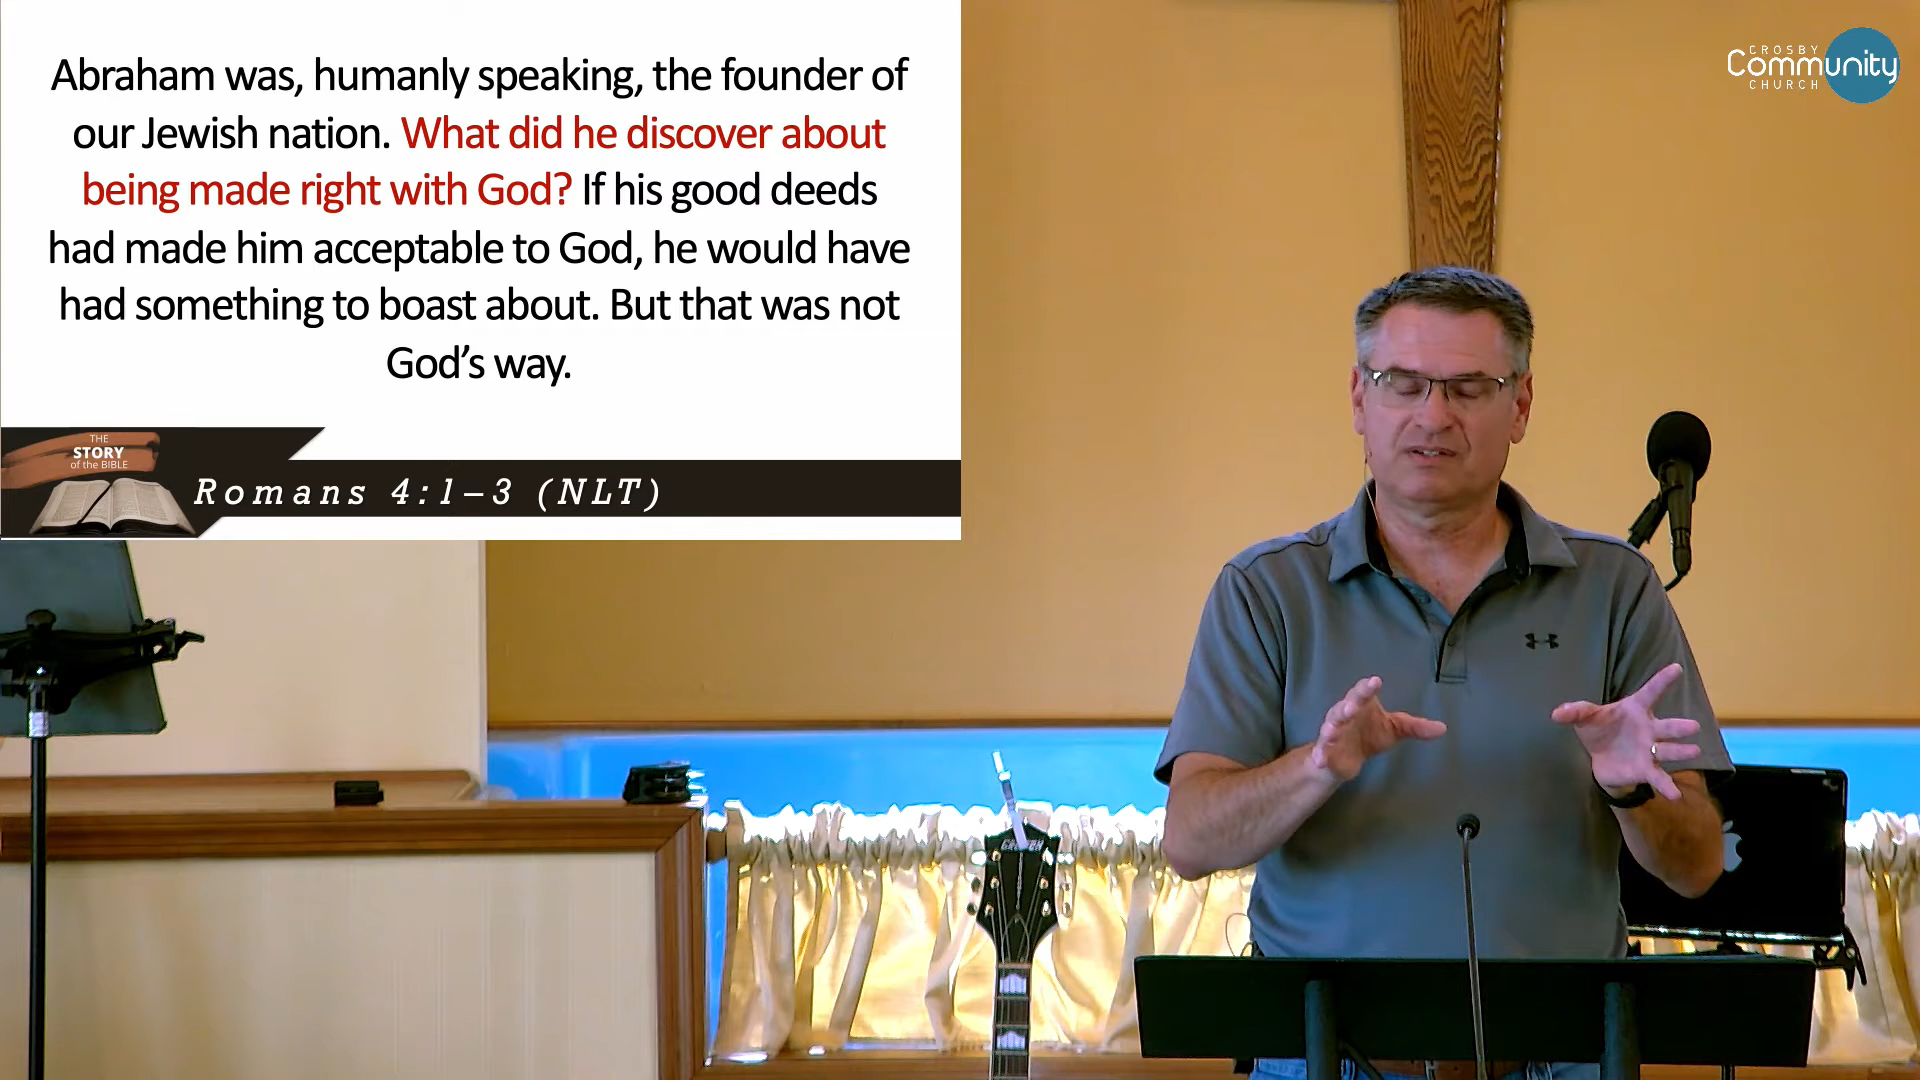 Abraham was, humanly speaking, the founder of
our Jewish nation. What did he discover about
being made right with God? If his good deeds
had made him acceptable to God, he would have
had something to boast about. But that was not
God’s way.
THE
STORY
of the BIBLE
Romans 4:1–3 (NLT)
CROSBY
Community
CHURCH
GRETSCH